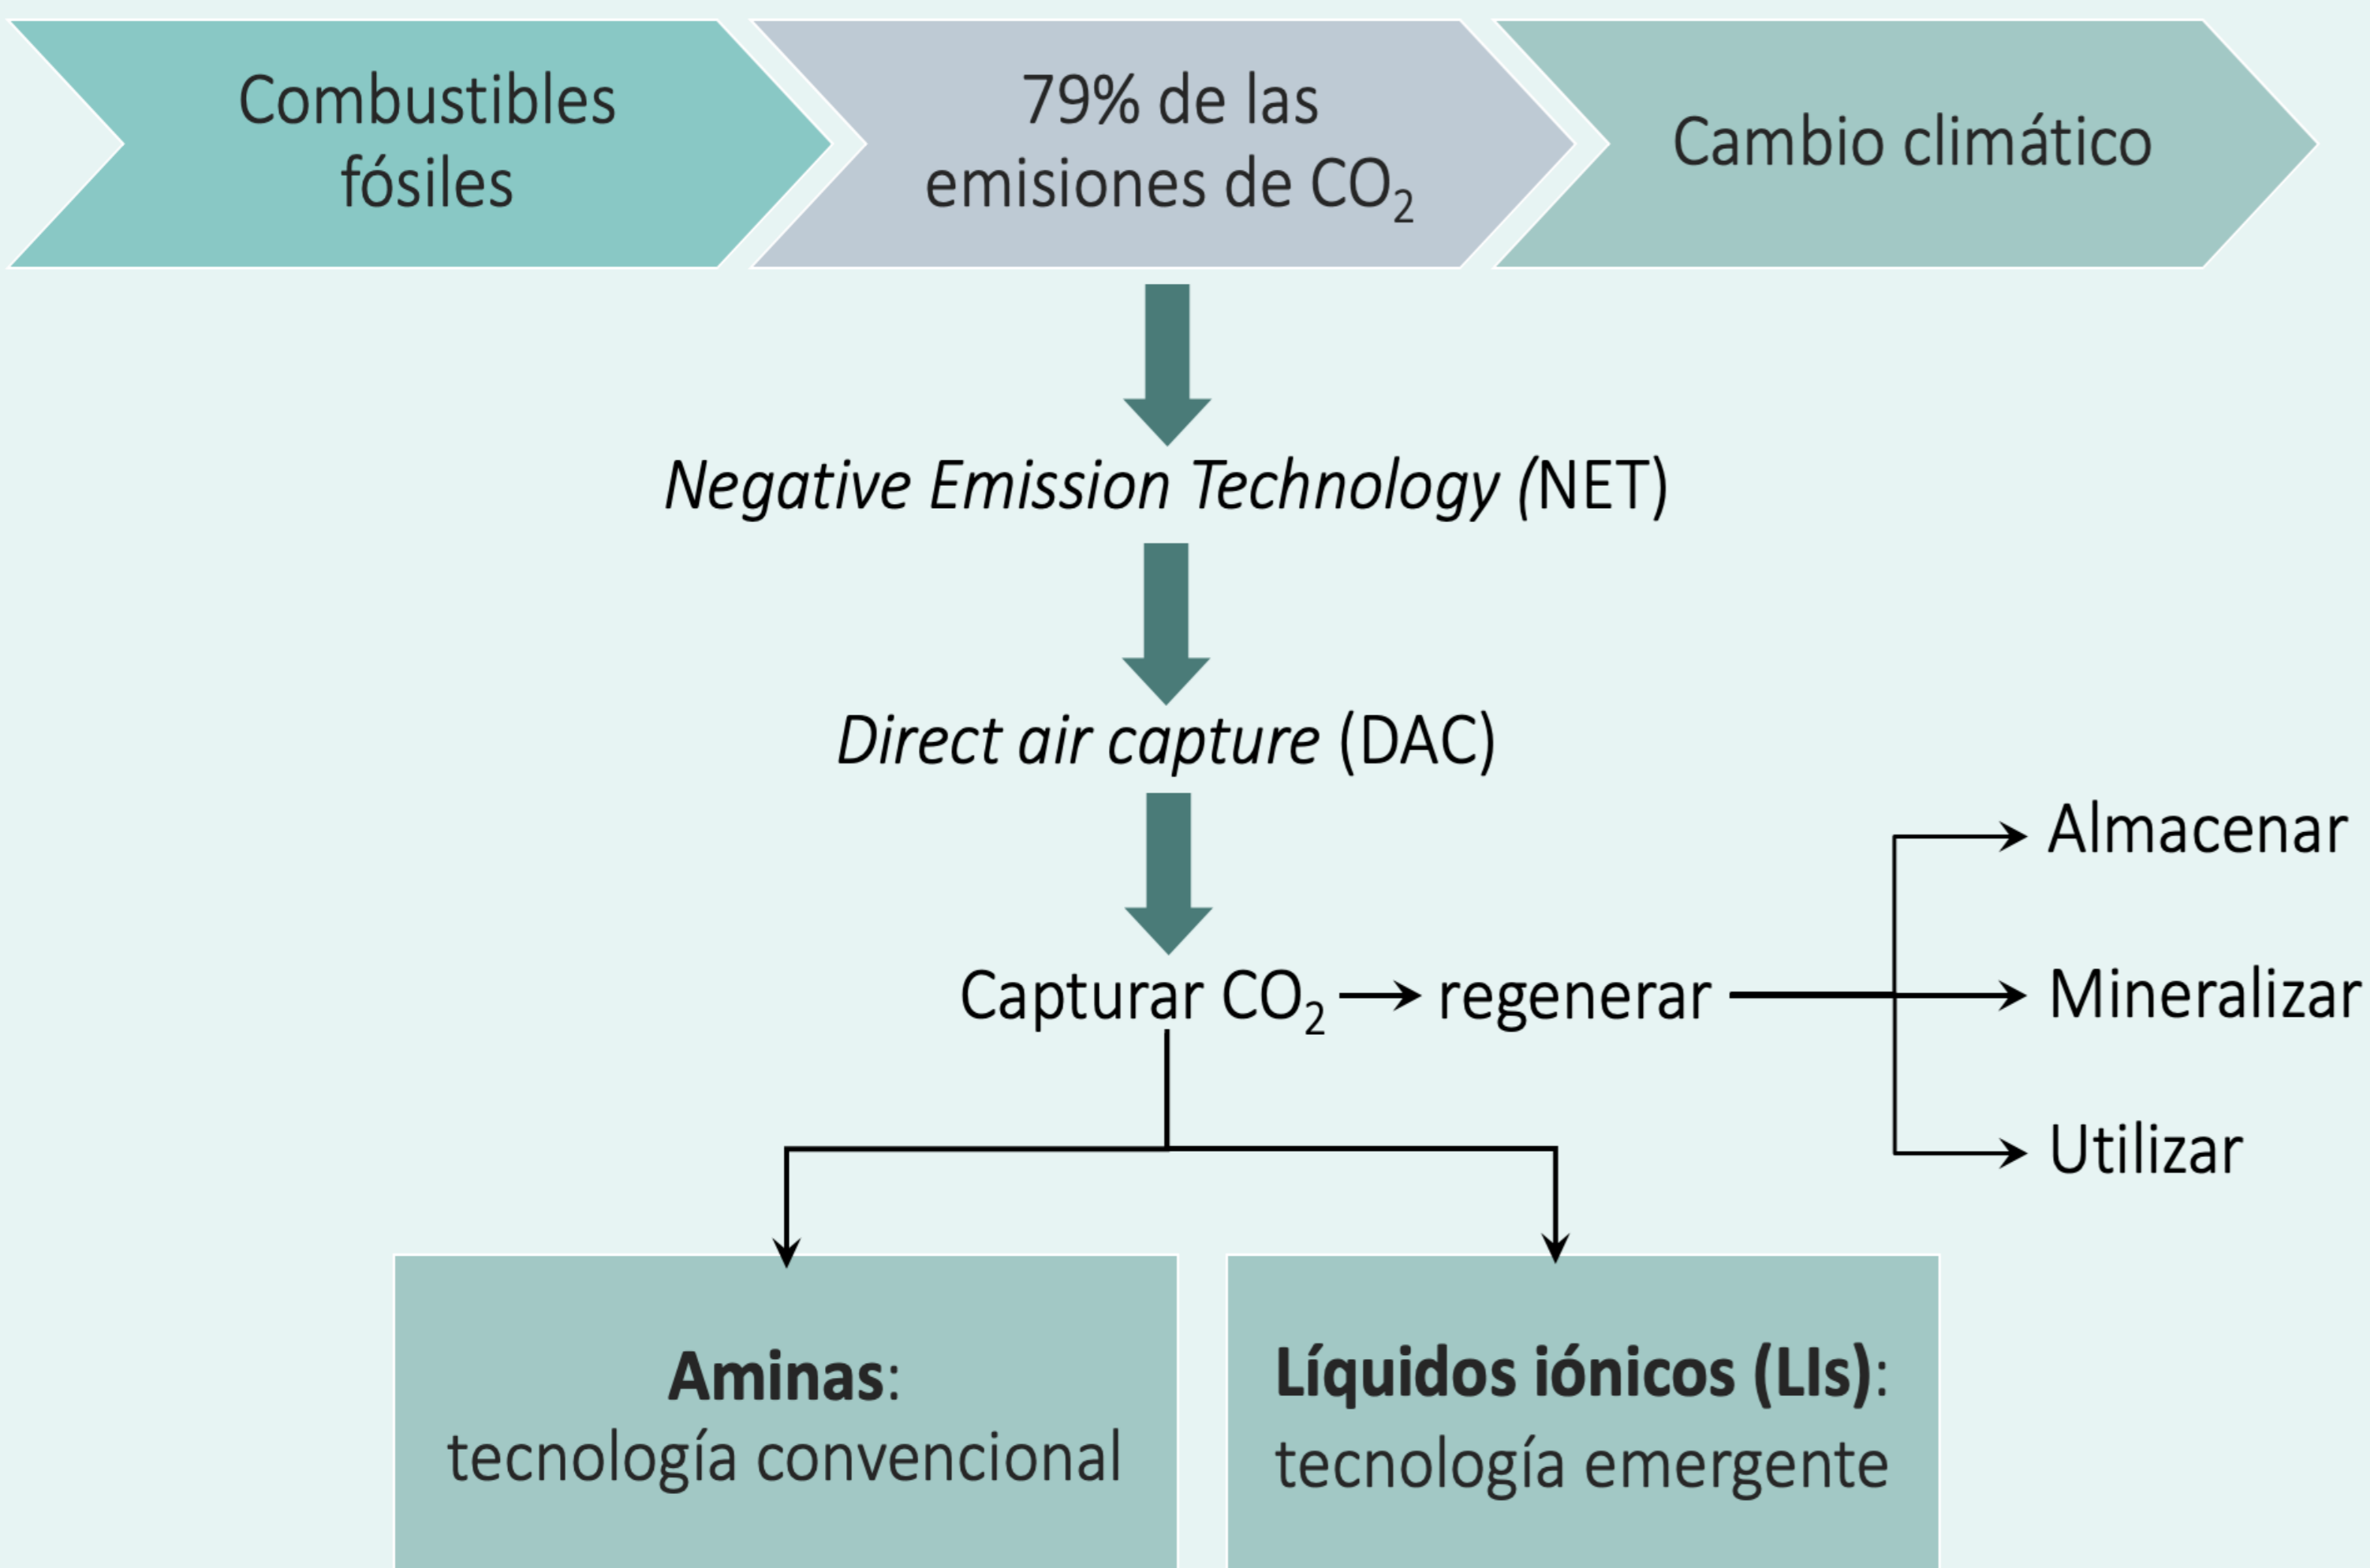 Combustibles
fósiles
79% de las
emisiones de CO₂
Cambio climático
Negative Emission Technology (NET)
Direct air capture (DAC)
Capturar CO₂
regenerar
Almacenar
Mineralizar
Utilizar
Aminas:
tecnología convencional
Líquidos iónicos (LIs):
tecnología emergente